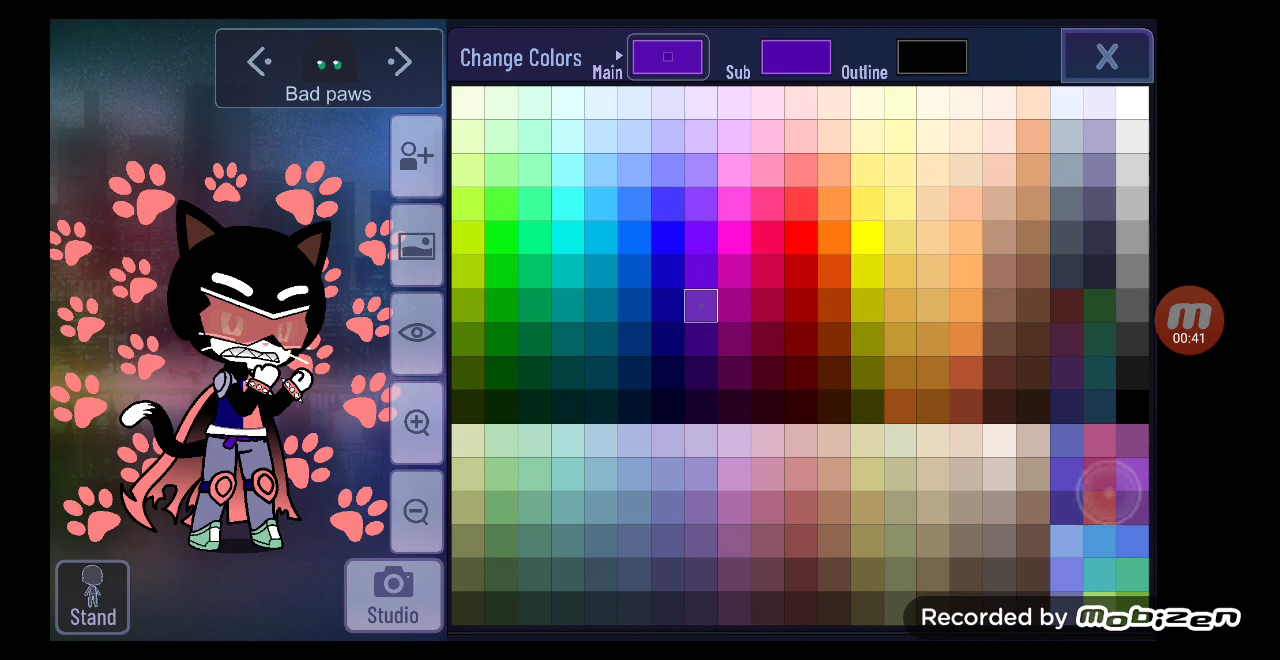 Bad paws
Change Colors
Main
Sub
Outline
X
00:41
Stand
Studio
Recorded by mobizen